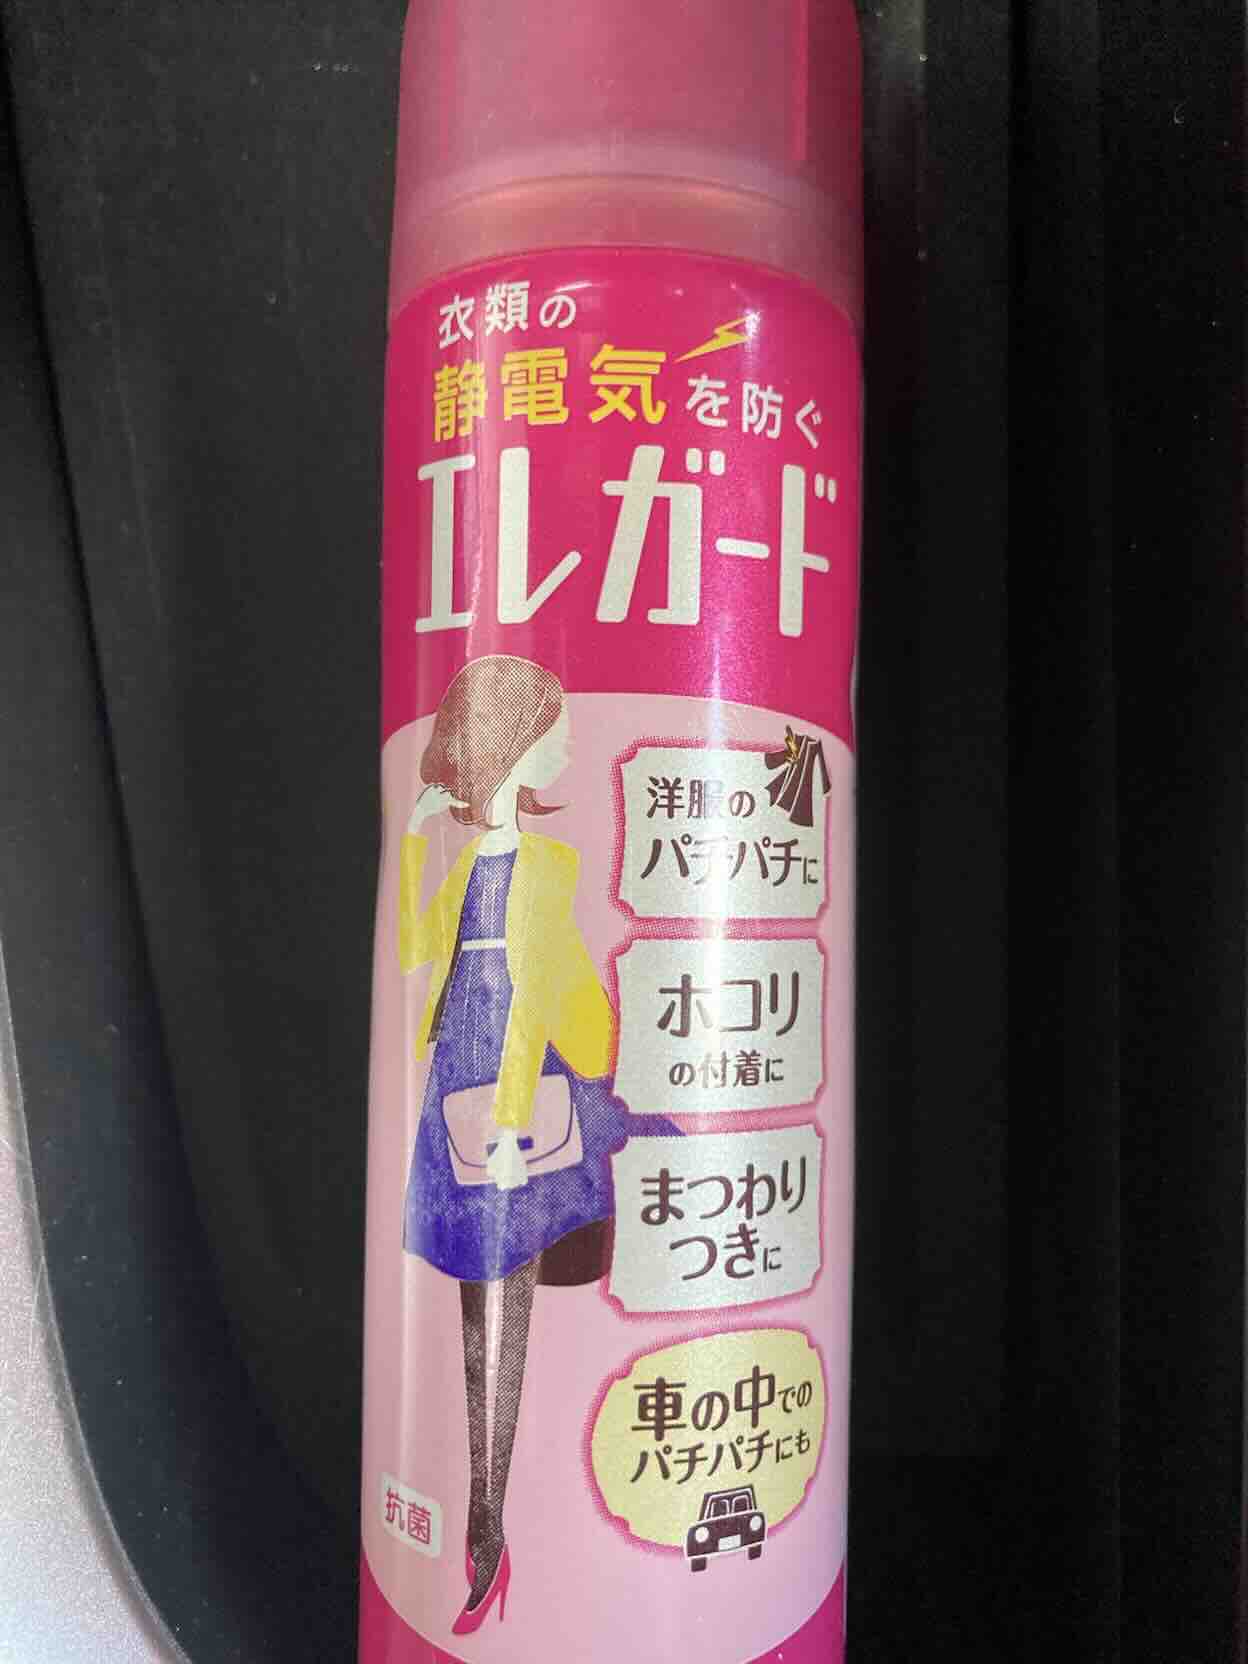 衣類の
静電気を防ぐ
エレガード
洋服の
パチパチに
ホコリ
の付着に
まつわり
つきに
車の中での
パチパチにも
抗菌